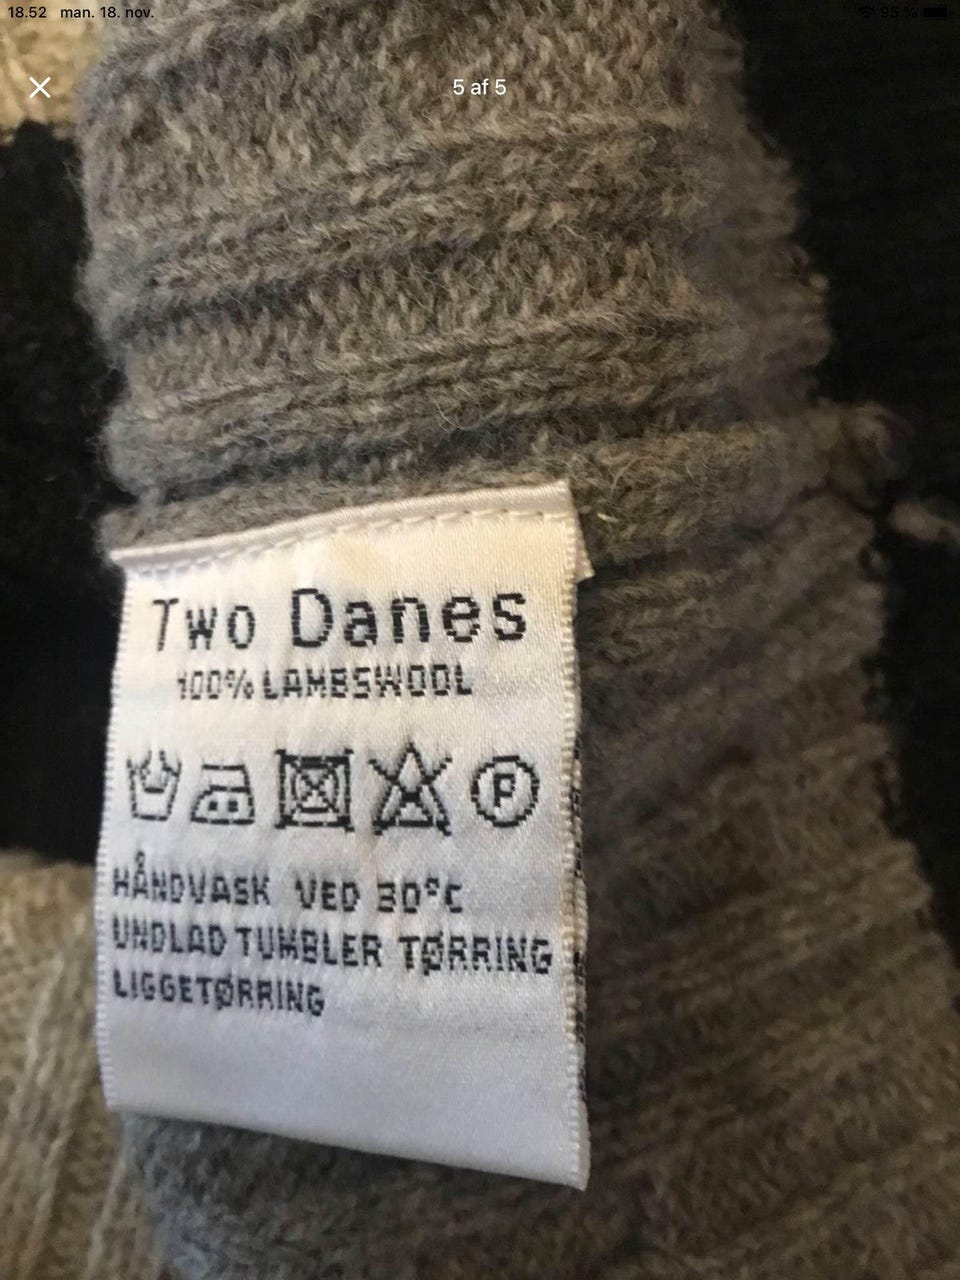 18.52 man. 18. nov.
95 %
5 af 5
Two Danes
100% LAMBSWOOL
P
HÅNDVASK VED 30°C
UNDLAD TUMBLER TØRRING
LIGGETØRRING